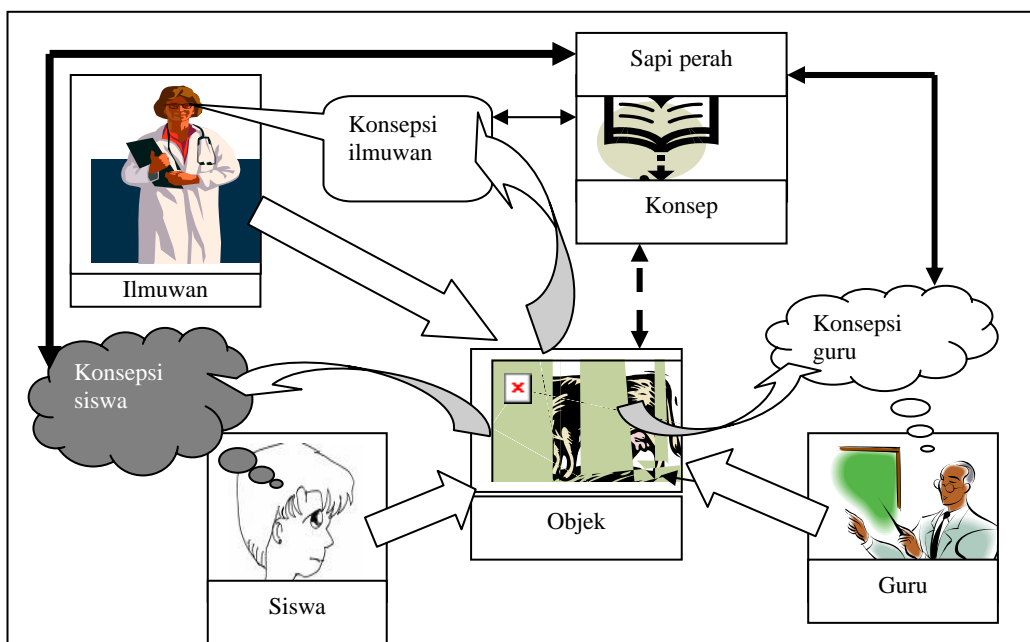 Sapi perah
Konsepsi
ilmuwan
Konsep
Ilmuwan
Konsepsi
guru
Konsepsi
siswa
Objek
Guru
Siswa